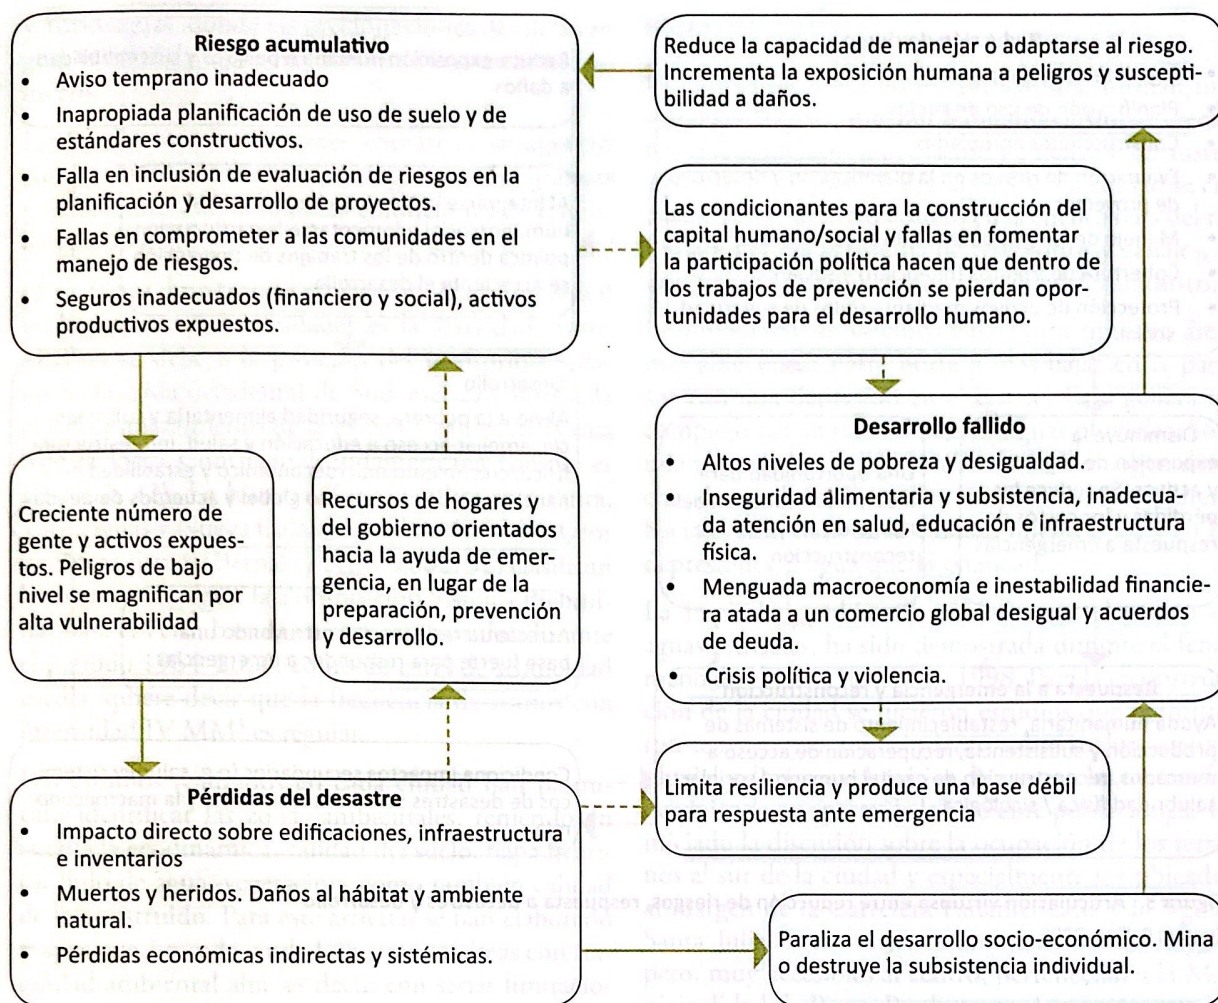 Riesgo acumulativo
• Aviso temprano inadecuado
• Inapropiada planificación de uso de suelo y de
estándares constructivos.
• Falla en inclusión de evaluación de riesgos en la
planificación y desarrollo de proyectos.
• Fallas en comprometer a las comunidades en el
manejo de riesgos.
• Seguros inadecuados (financiero y social), activos
productivos expuestos.
Reduce la capacidad de manejar o adaptarse al riesgo.
Incrementa la exposición humana a peligros y suscepti-
bilidad a daños.
Las condicionantes para la construcción del
capital humano/social y fallas en fomentar
la participación política hacen que dentro de
los trabajos de prevención se pierdan opor-
tunidades para el desarrollo humano.
Creciente número de
gente y activos expues-
tos. Peligros de bajo
nivel se magnifican por
alta vulnerabilidad
Recursos de hogares y
del gobierno orientados
hacia la ayuda de emer-
gencia, en lugar de la
preparación, prevención
y desarrollo.
Desarrollo fallido
• Altos niveles de pobreza y desigualdad.
• Inseguridad alimentaria y subsistencia, inadecua-
da atención en salud, educación e infraestructura
física.
• Menguada macroeconomía e inestabilidad financie-
ra atada a un comercio global desigual y acuerdos
de deuda.
• Crisis política y violencia.
Pérdidas del desastre
• Impacto directo sobre edificaciones, infraestructura
e inventarios
• Muertos y heridos. Daños al hábitat y patrimonio
natural.
• Pérdidas económicas indirectas y sistémicas.
Limita resiliencia y produce una base débil
para respuesta ante emergencia
Paraliza el desarrollo socio-económico. Mina
o destruye la subsistencia individual.